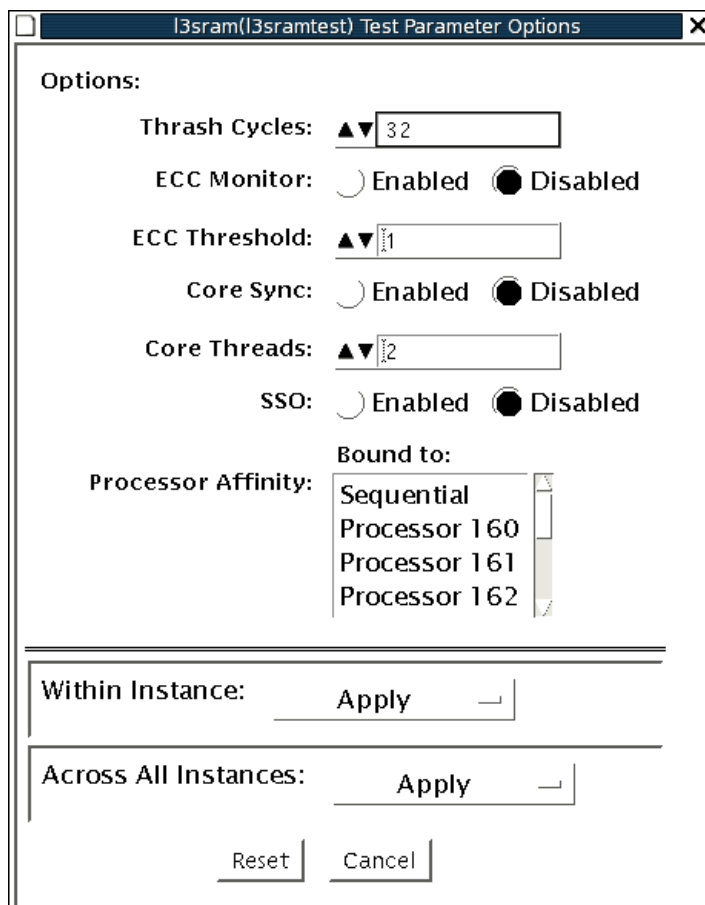 l3sram(l3sramtest) Test Parameter Options
Options:
Thrash Cycles: 32
ECC Monitor: Enabled Disabled
ECC Threshold: 1
Core Sync: Enabled Disabled
Core Threads: 2
SSO: Enabled Disabled
Bound to:
Processor Affinity:
Sequential
Processor 160
Processor 161
Processor 162
Within Instance: Apply
Across All Instances: Apply
Reset Cancel